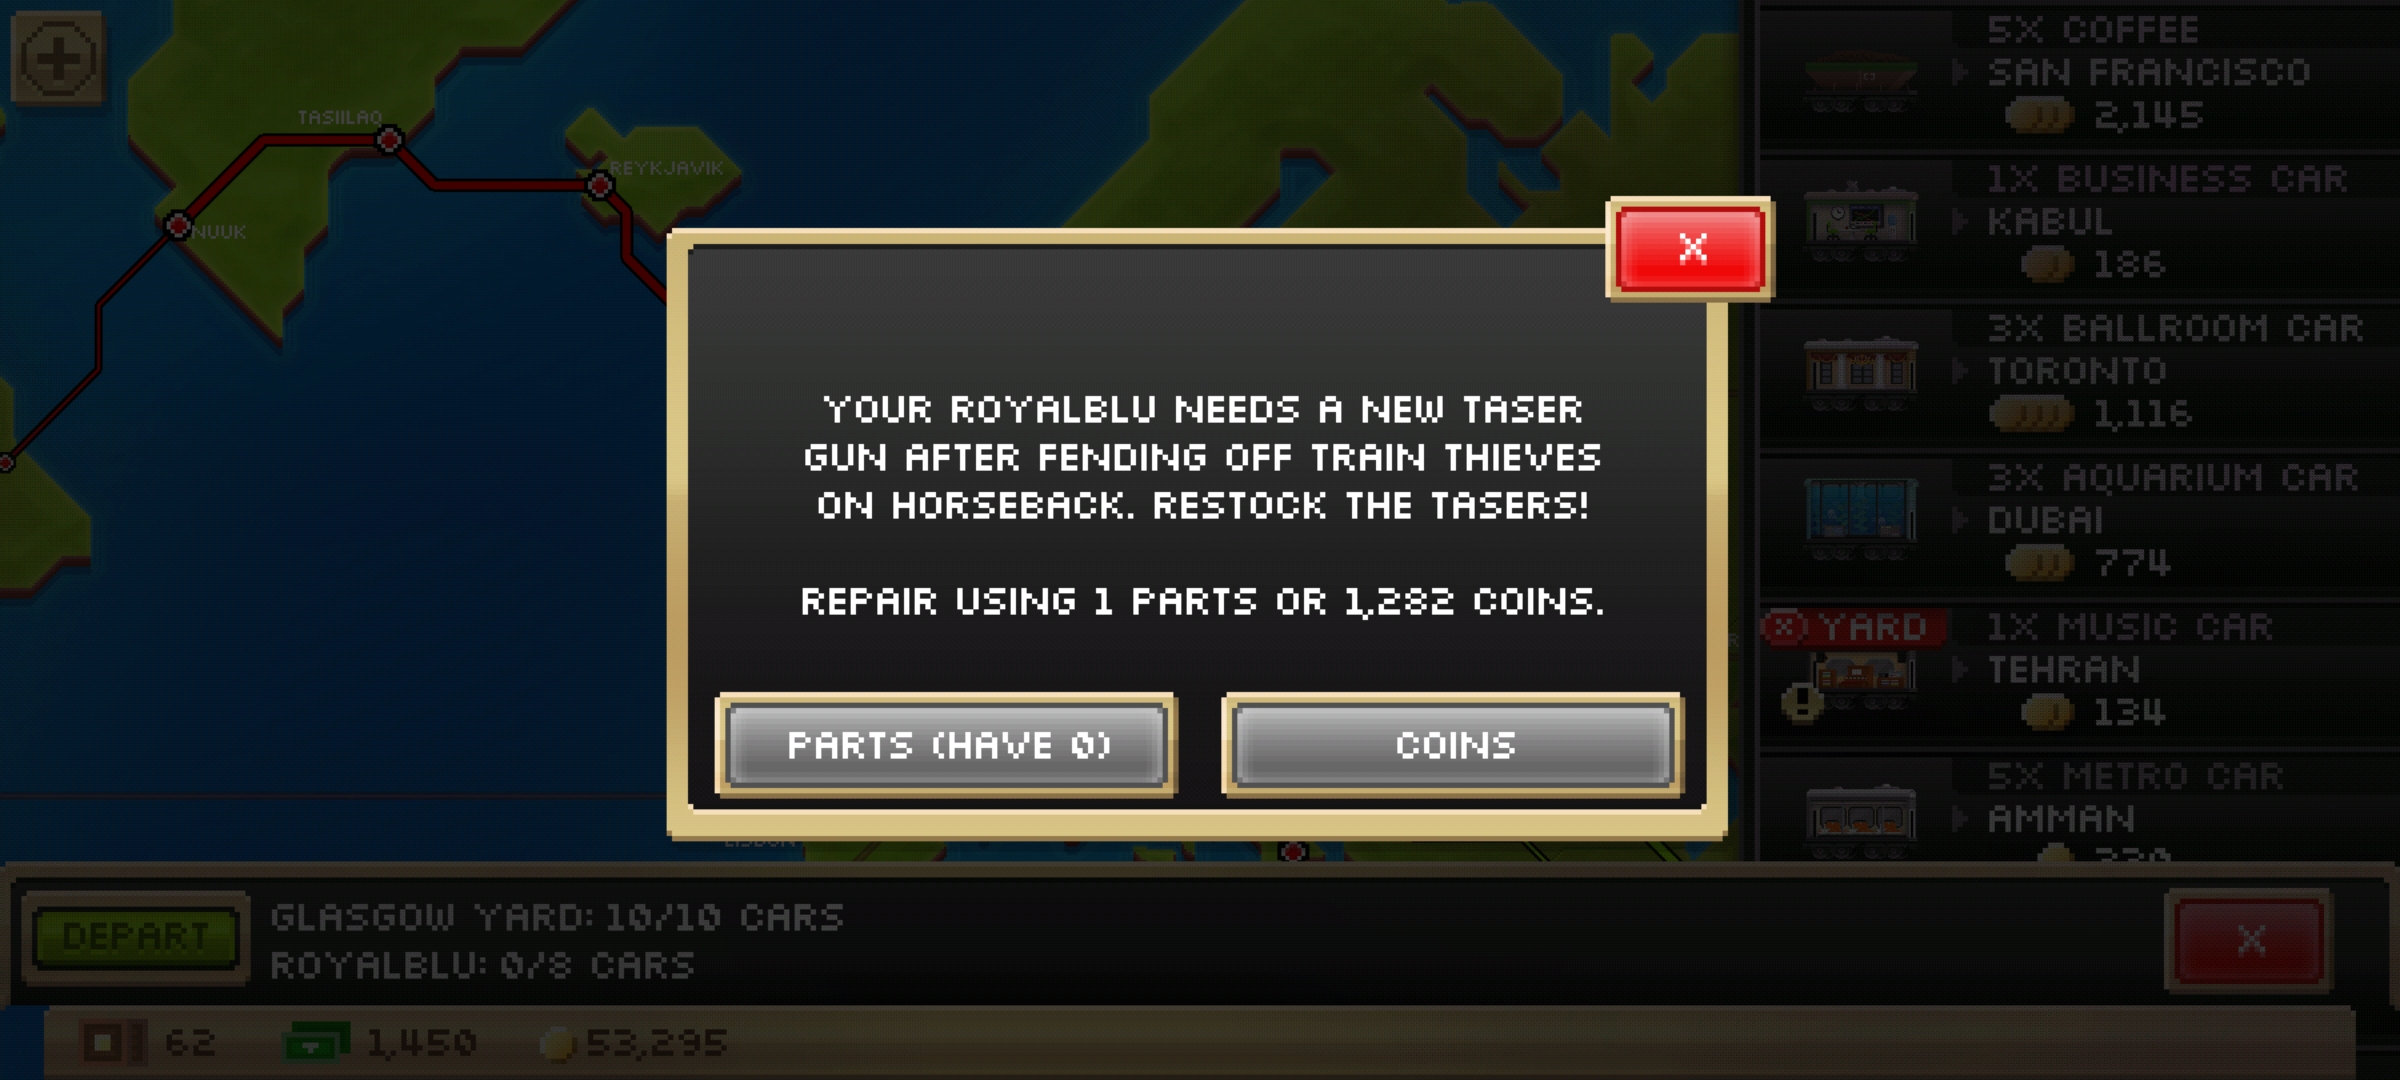 TASIILAQ
REYKJAVIK
NUUK
5X COFFEE
SAN FRANCISCO
2,145
1X BUSINESS CAR
KABUL
186
3X BALLROOM CAR
TORONTO
1,116
3X AQUARIUM CAR
DUBAI
774
YARD
1X MUSIC CAR
TEHRAN
134
5X METRO CAR
AMMAN
X
YOUR ROYALBLU NEEDS A NEW TASER
GUN AFTER FENDING OFF TRAIN THIEVES
ON HORSEBACK. RESTOCK THE TASERS!
REPAIR USING 1 PARTS OR 1,282 COINS.
PARTS (HAVE 0)
COINS
LISBON
DEPART
GLASGOW YARD: 10/10 CARS
ROYALBLU: 0/8 CARS
X
62
1,450
53,295